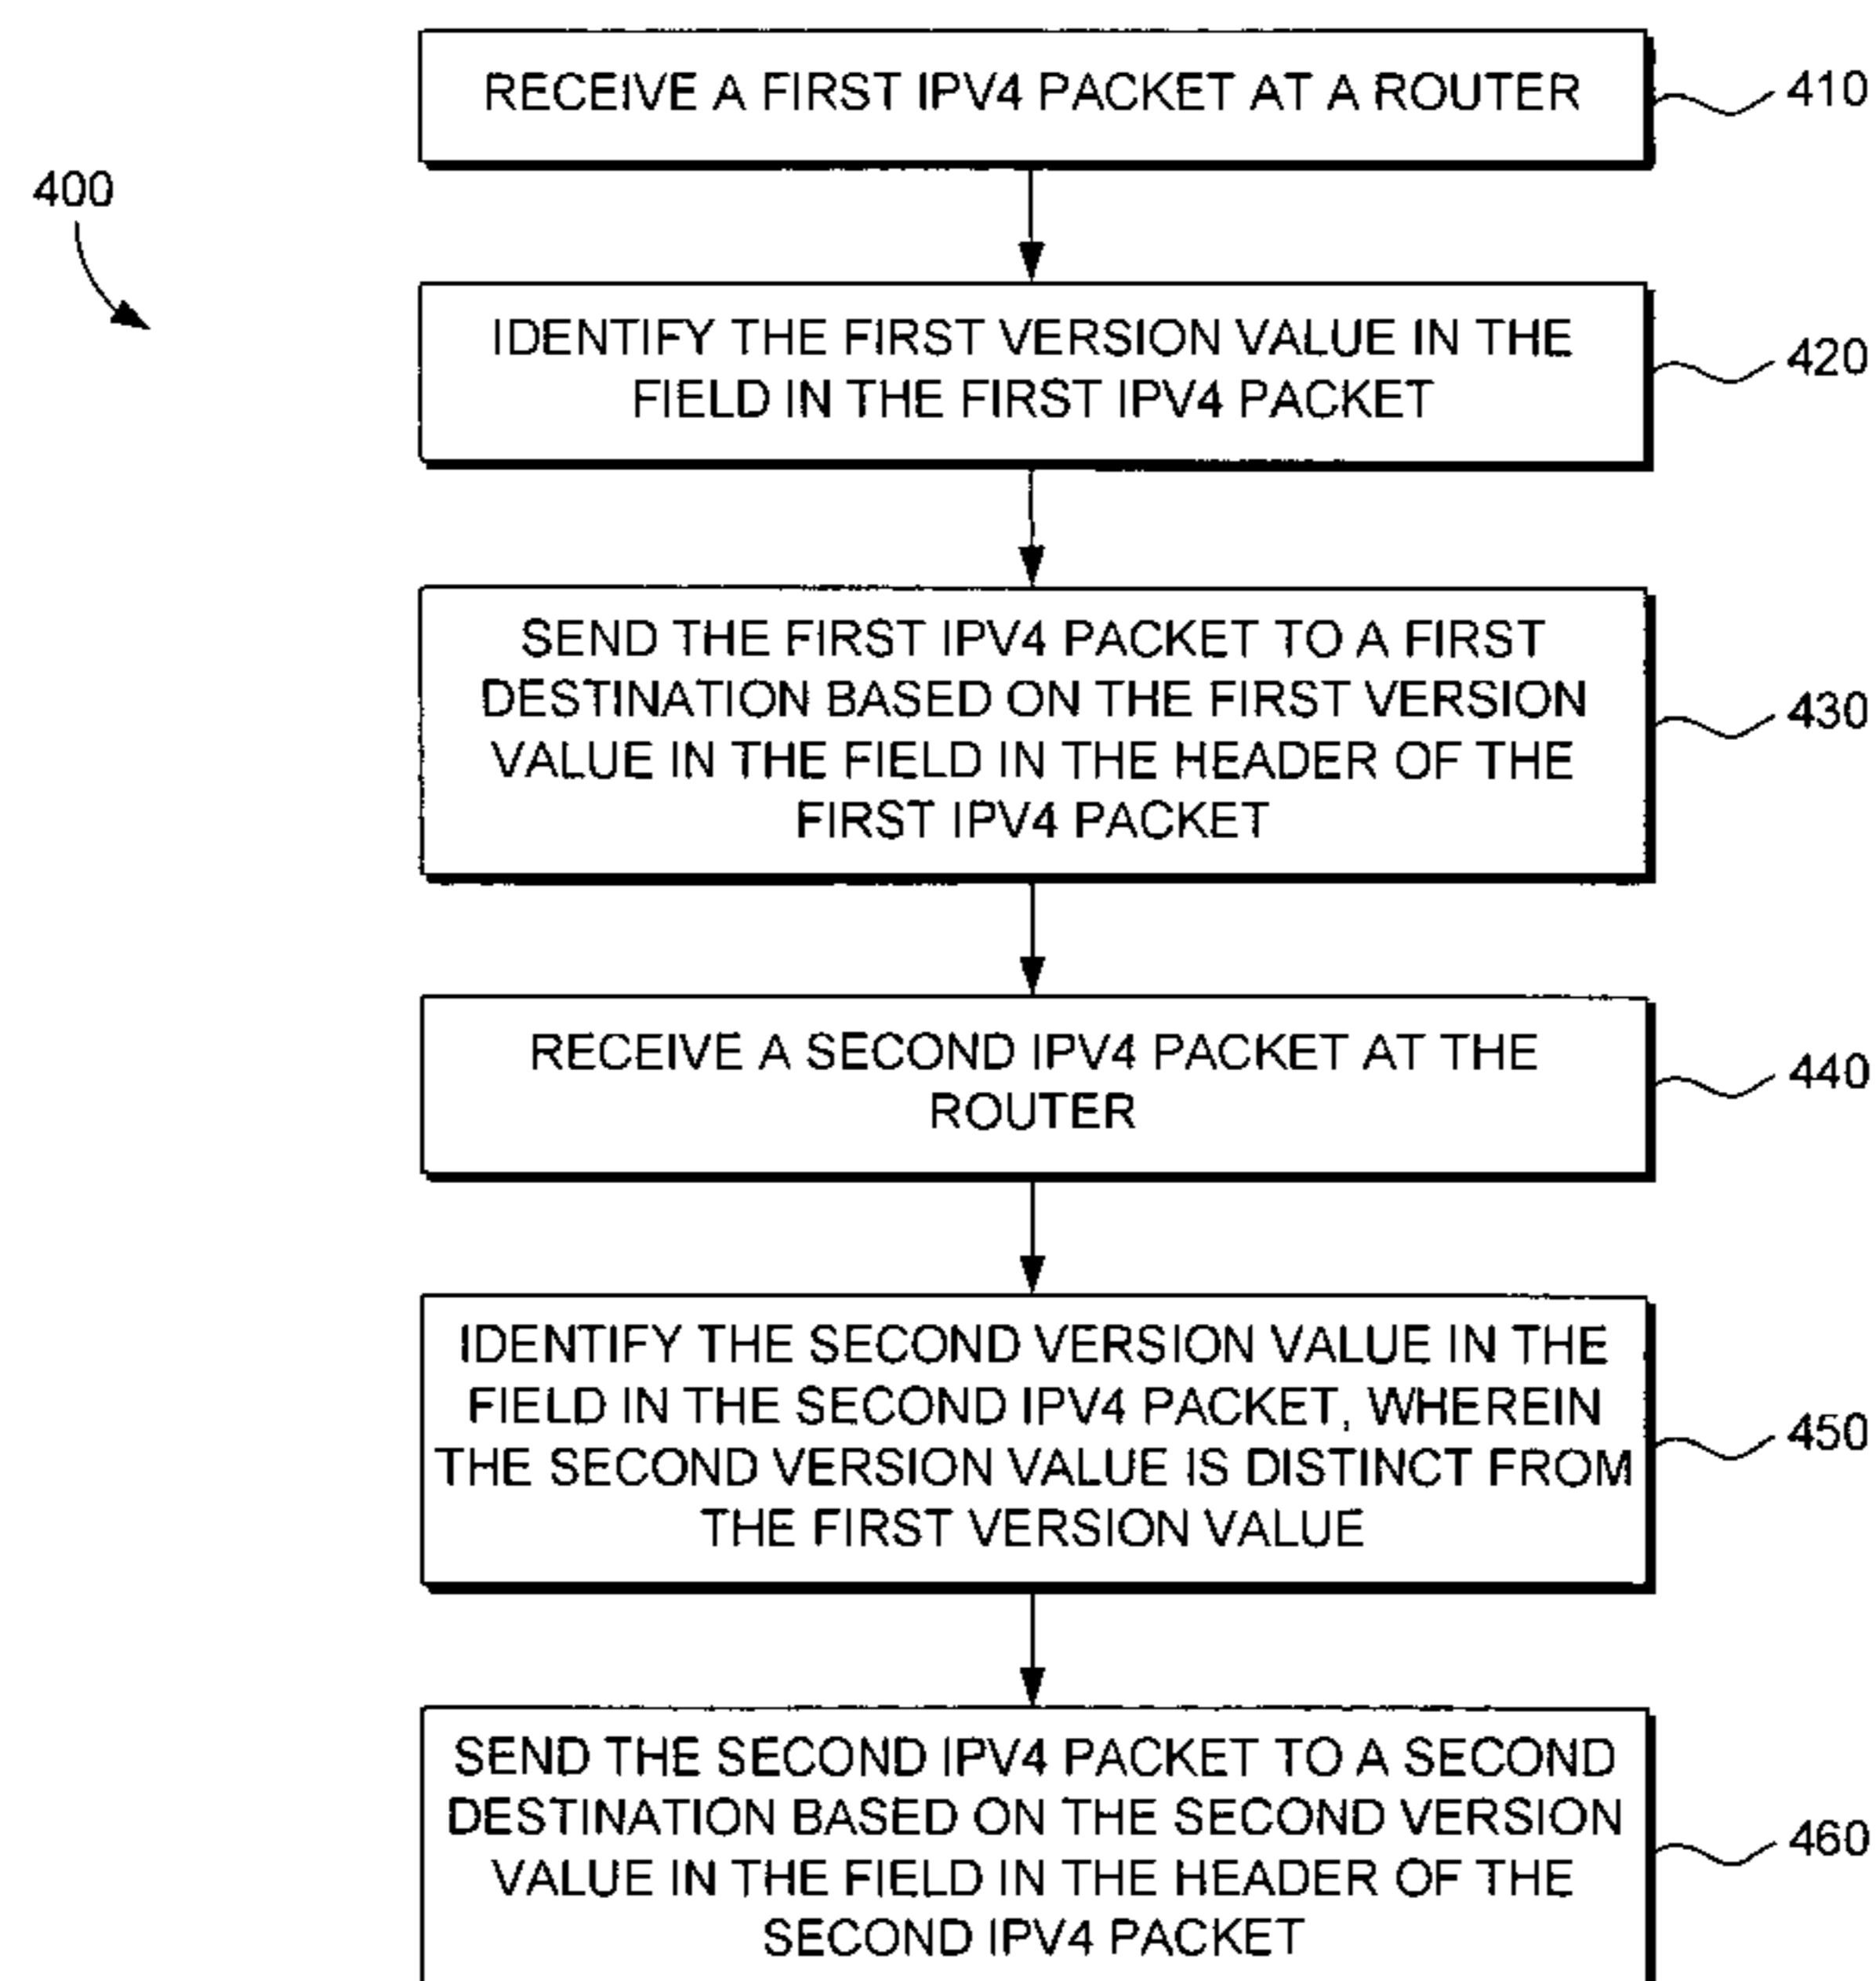 RECEIVE A FIRST IPV4 PACKET AT A ROUTER
410
400
IDENTIFY THE FIRST VERSION VALUE IN THE
FIELD IN THE FIRST IPV4 PACKET
420
SEND THE FIRST IPV4 PACKET TO A FIRST
DESTINATION BASED ON THE FIRST VERSION
VALUE IN THE FIELD IN THE HEADER OF THE
FIRST IPV4 PACKET
430
RECEIVE A SECOND IPV4 PACKET AT THE
ROUTER
440
IDENTIFY THE SECOND VERSION VALUE IN THE
FIELD IN THE SECOND IPV4 PACKET, WHEREIN
THE SECOND VERSION VALUE IS DISTINCT FROM
THE FIRST VERSION VALUE
450
SEND THE SECOND IPV4 PACKET TO A SECOND
DESTINATION BASED ON THE SECOND VERSION
VALUE IN THE FIELD IN THE HEADER OF THE
SECOND IPV4 PACKET
460